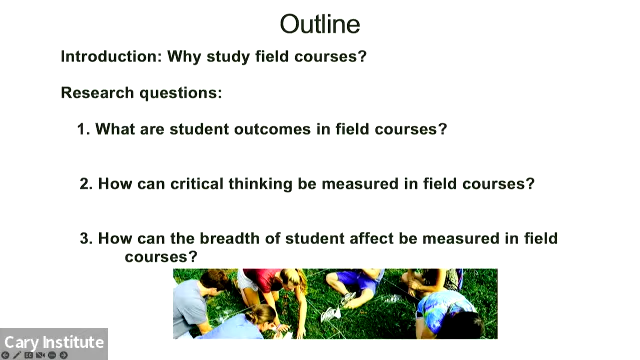 Outline
Introduction: Why study field courses?
Research questions:
1. What are student outcomes in field courses?
2. How can critical thinking be measured in field courses?
3. How can the breadth of student affect be measured in field
courses?
Cary Institute